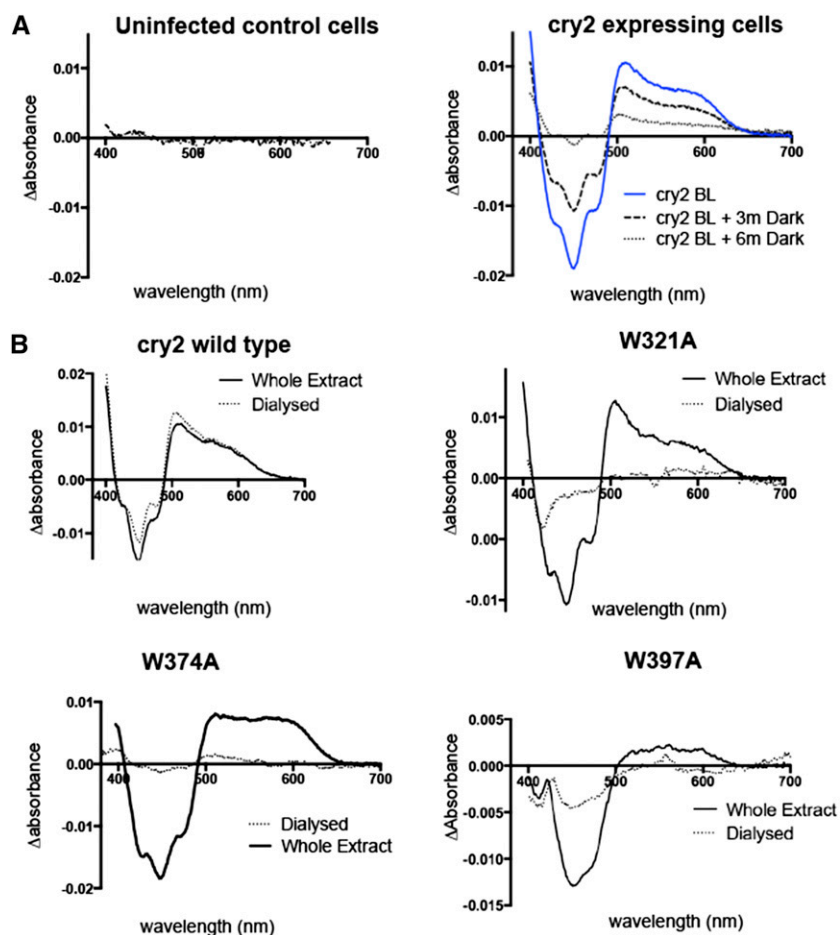 A
Uninfected control cells
cry2 expressing cells
0.01
0.00
-0.01
-0.02
400
500
600
700
Δabsorbance
wavelength (nm)
0.01
0.00
-0.01
-0.02
400
500
600
700
Δabsorbance
cry2 BL
cry2 BL + 3m Dark
cry2 BL + 6m Dark
wavelength (nm)
B
cry2 wild type
W321A
0.02
0.01
0.00
-0.01
400
500
600
700
Δabsorbance
Whole Extract
Dialysed
wavelength (nm)
0.01
0.00
0.00
-0.01
400
500
600
700
Δabsorbance
Whole Extract
Dialysed
wavelength (nm)
W374A
W397A
0.01
0.00
-0.01
-0.02
400
500
600
700
Δabsorbance
Dialysed
Whole Extract
wavelength (nm)
0.005
0.000
-0.005
-0.010
-0.015
400
500
600
700
ΔAbsorbance
Whole Extract
Dialysed
wavelength (nm)